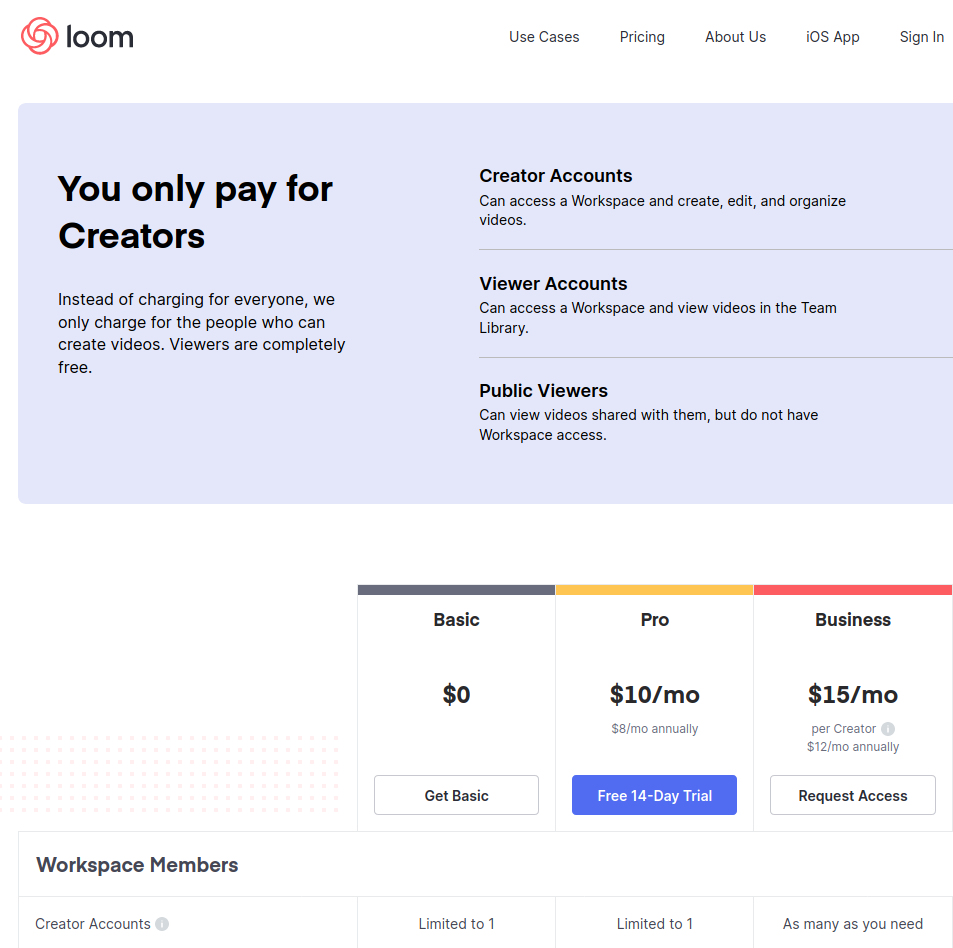 loom
Use Cases Pricing About Us iOS App Sign In
You only pay for
Creators
Instead of charging for everyone, we
only charge for the people who can
create videos. Viewers are completely
free.
Creator Accounts
Can access a Workspace and create, edit, and organize
videos.
Viewer Accounts
Can access a Workspace and view videos in the Team
Library.
Public Viewers
Can view videos shared with them, but do not have
Workspace access.
Basic
$0
Get Basic
Pro
$10/mo
$8/mo annually
Free 14-Day Trial
Business
$15/mo
per Creator i
$12/mo annually
Request Access
Workspace Members
Creator Accounts i Limited to 1 Limited to 1 As many as you need